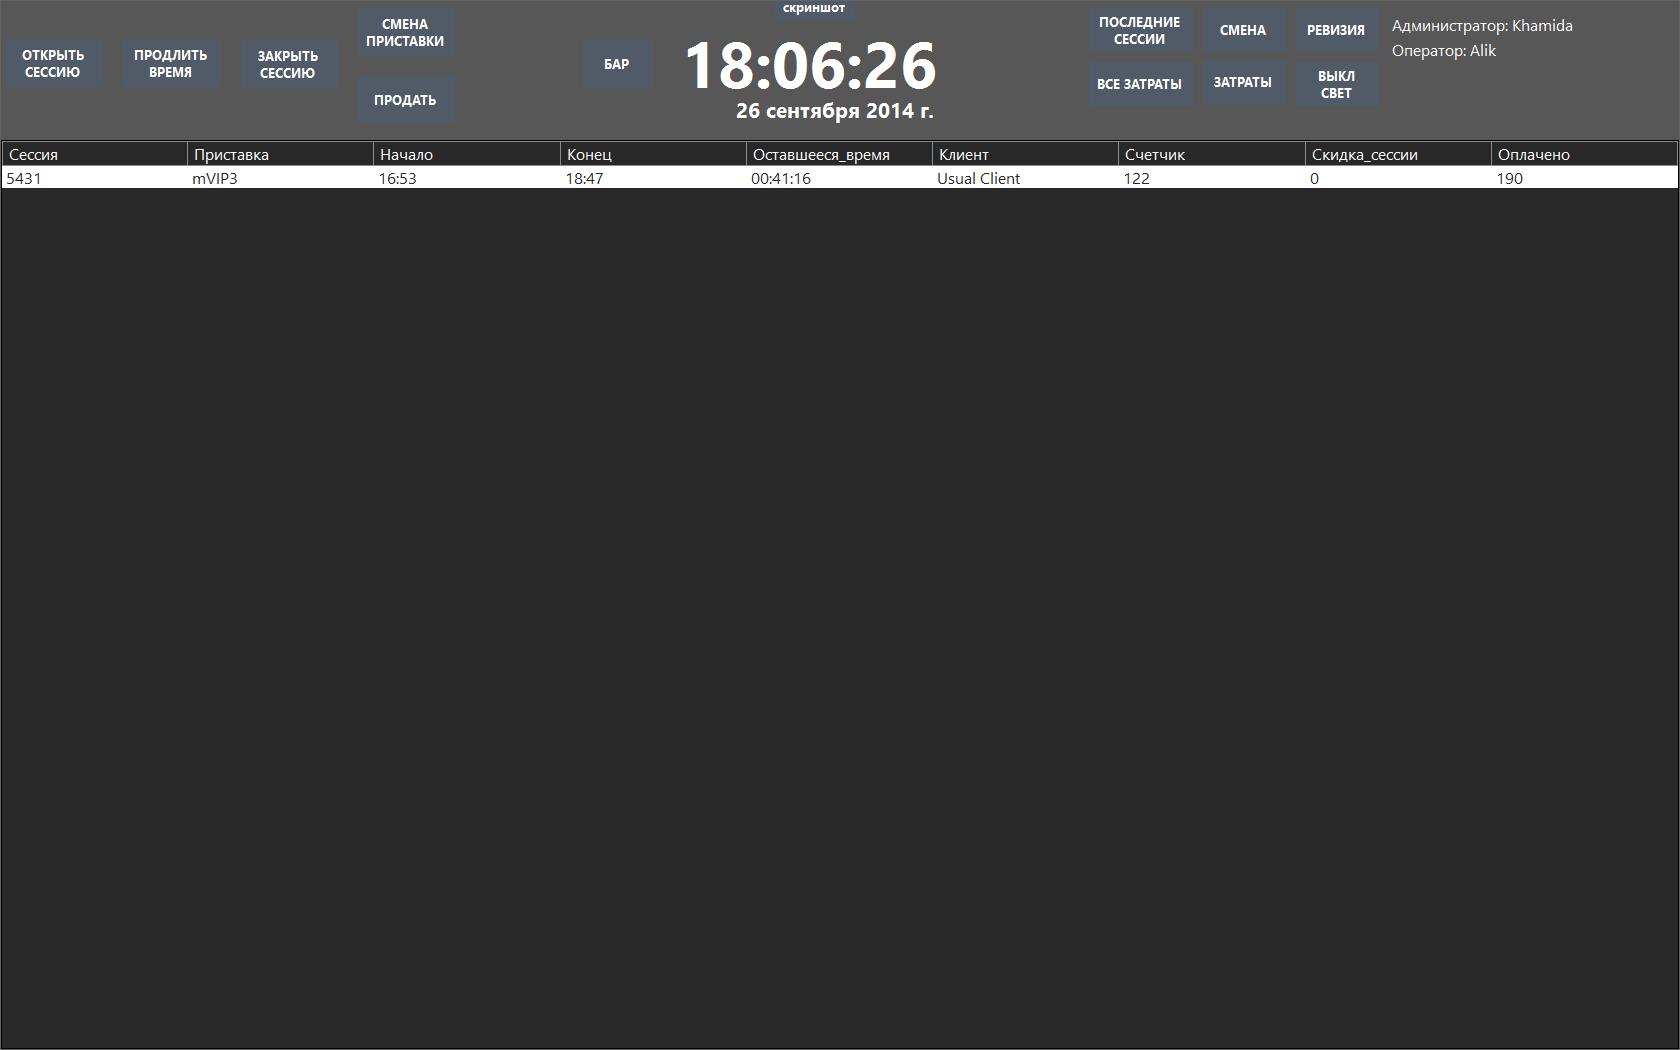 скриншот
ОТКРЫТЬ
СЕССИЮ
ПРОДЛИТЬ
ВРЕМЯ
ЗАКРЫТЬ
СЕССИЮ
СМЕНА
ПРИСТАВКИ
ПРОДАТЬ
БАР
18:06:26
26 сентября 2014 г.
ПОСЛЕДНИЕ
СЕССИИ
СМЕНА
РЕВИЗИЯ
ВСЕ ЗАТРАТЫ
ЗАТРАТЫ
ВЫКЛ
СВЕТ
Администратор: Khamida
Оператор: Alik
Сессия Приставка Начало Конец Оставшееся_время Клиент Счетчик Скидка_сессии Оплачено
5431 mVIP3 16:53 18:47 00:41:16 Usual Client 122 0 190